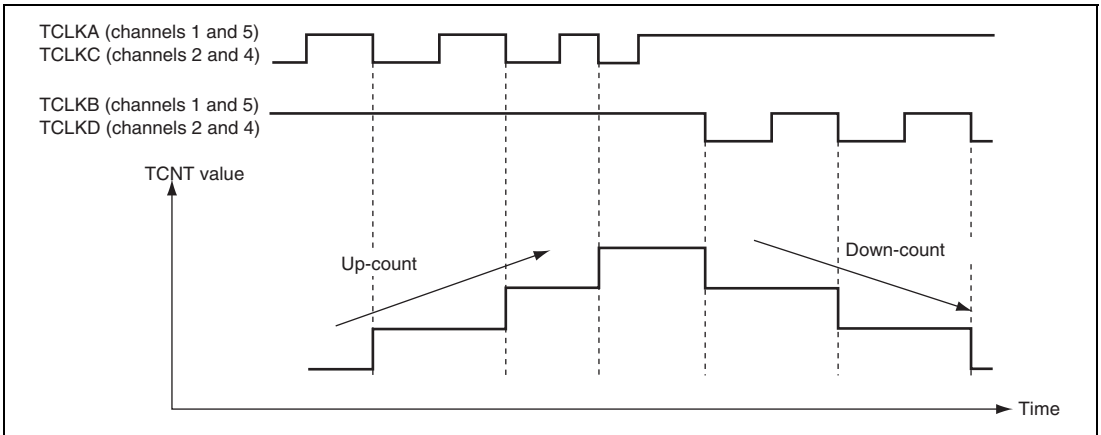 TCLKA (channels 1 and 5)
TCLKC (channels 2 and 4)
TCLKB (channels 1 and 5)
TCLKD (channels 2 and 4)
TCNT value
Up-count
Down-count
Time